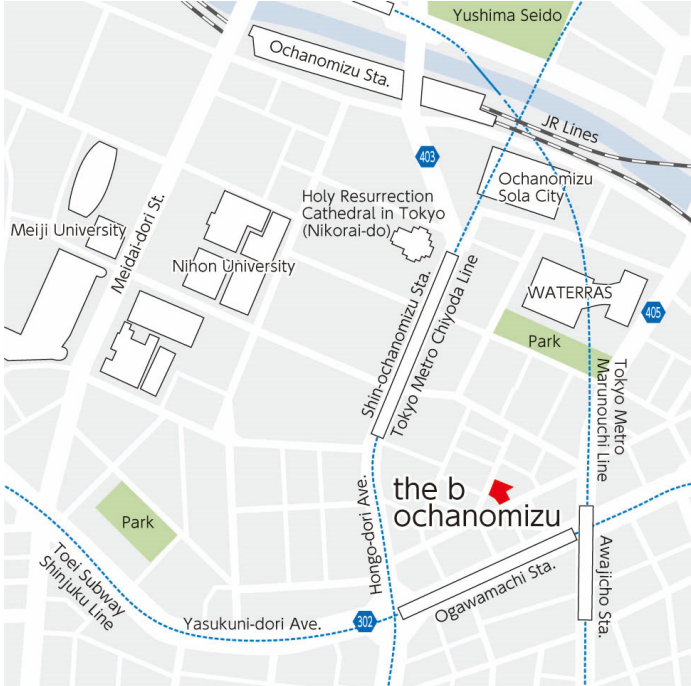 Yushima Seido
Ochanomizu Sta.
JR Lines
403
Ochanomizu
Sola City
Holy Resurrection
Cathedral in Tokyo
(Nikorai-do)
Meiji University
Meidai-dori St.
Nihon University
WATERRAS
405
Park
Shin-ochanomizu Sta.
Tokyo Metro Chiyoda Line
Tokyo Metro
Marunouchi Line
the b
ochanomizu
Hongo-dori Ave.
Park
Toei Subway
Shinjuku Line
Yasukuni-dori Ave.
302
Ogawamachi Sta.
Awajicho Sta.